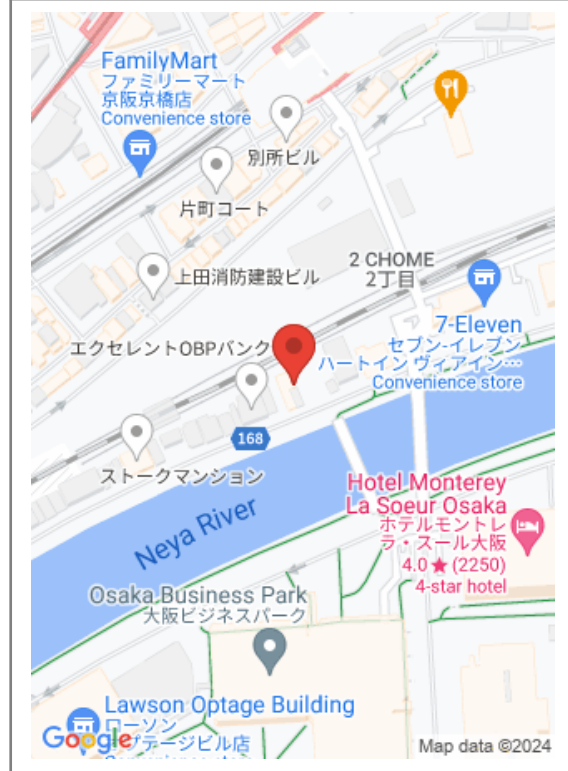 FamilyMart
ファミリーマート
京阪京橋店
Convenience store
別所ビル
片町コート
2 CHOME
2丁目
上田消防建設ビル
7-Eleven
セブン-イレブン
ハートイン ヴィアイン…
Convenience store
エクセレントOBPバンク
168
ストークマンション
Neya River
Hotel Monterey
La Soeur Osaka
ホテルモントレ
ラ・スール大阪
4.0★(2250)
4-star hotel
Osaka Business Park
大阪ビジネスパーク
Lawson Optage Building
ローソン
プテージビル店
Convenience store
Google
Map data ©2024